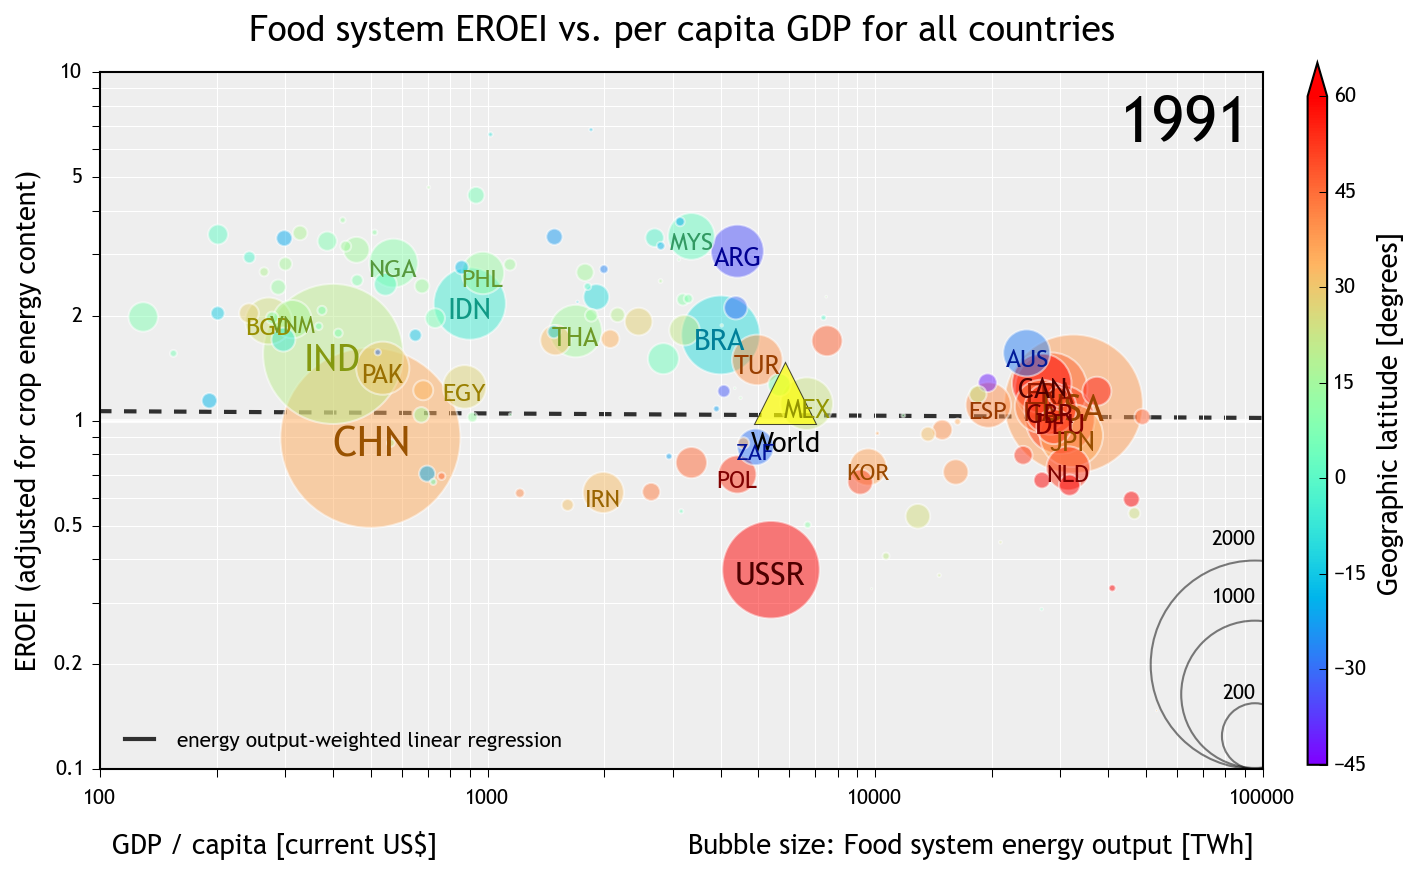 Food system EROEI vs. per capita GDP for all countries
1991
10
5
2
1
0.5
0.2
0.1
EROEI (adjusted for crop energy content)
100
1000
10000
100000
GDP / capita [current US$]
Bubble size: Food system energy output [TWh]
energy output-weighted linear regression
MYS
ARG
NGA
PHL
IDN
BGD
VNM
THA
BRA
IND
PAK
TUR
AUS
EGY
CAN
USA
MEX
ESP
GBR
DEU
CHN
World
ZAF
JPN
POL
KOR
NLD
IRN
USSR
2000
1000
200
60
45
30
15
0
−15
−30
−45
Geographic latitude [degrees]